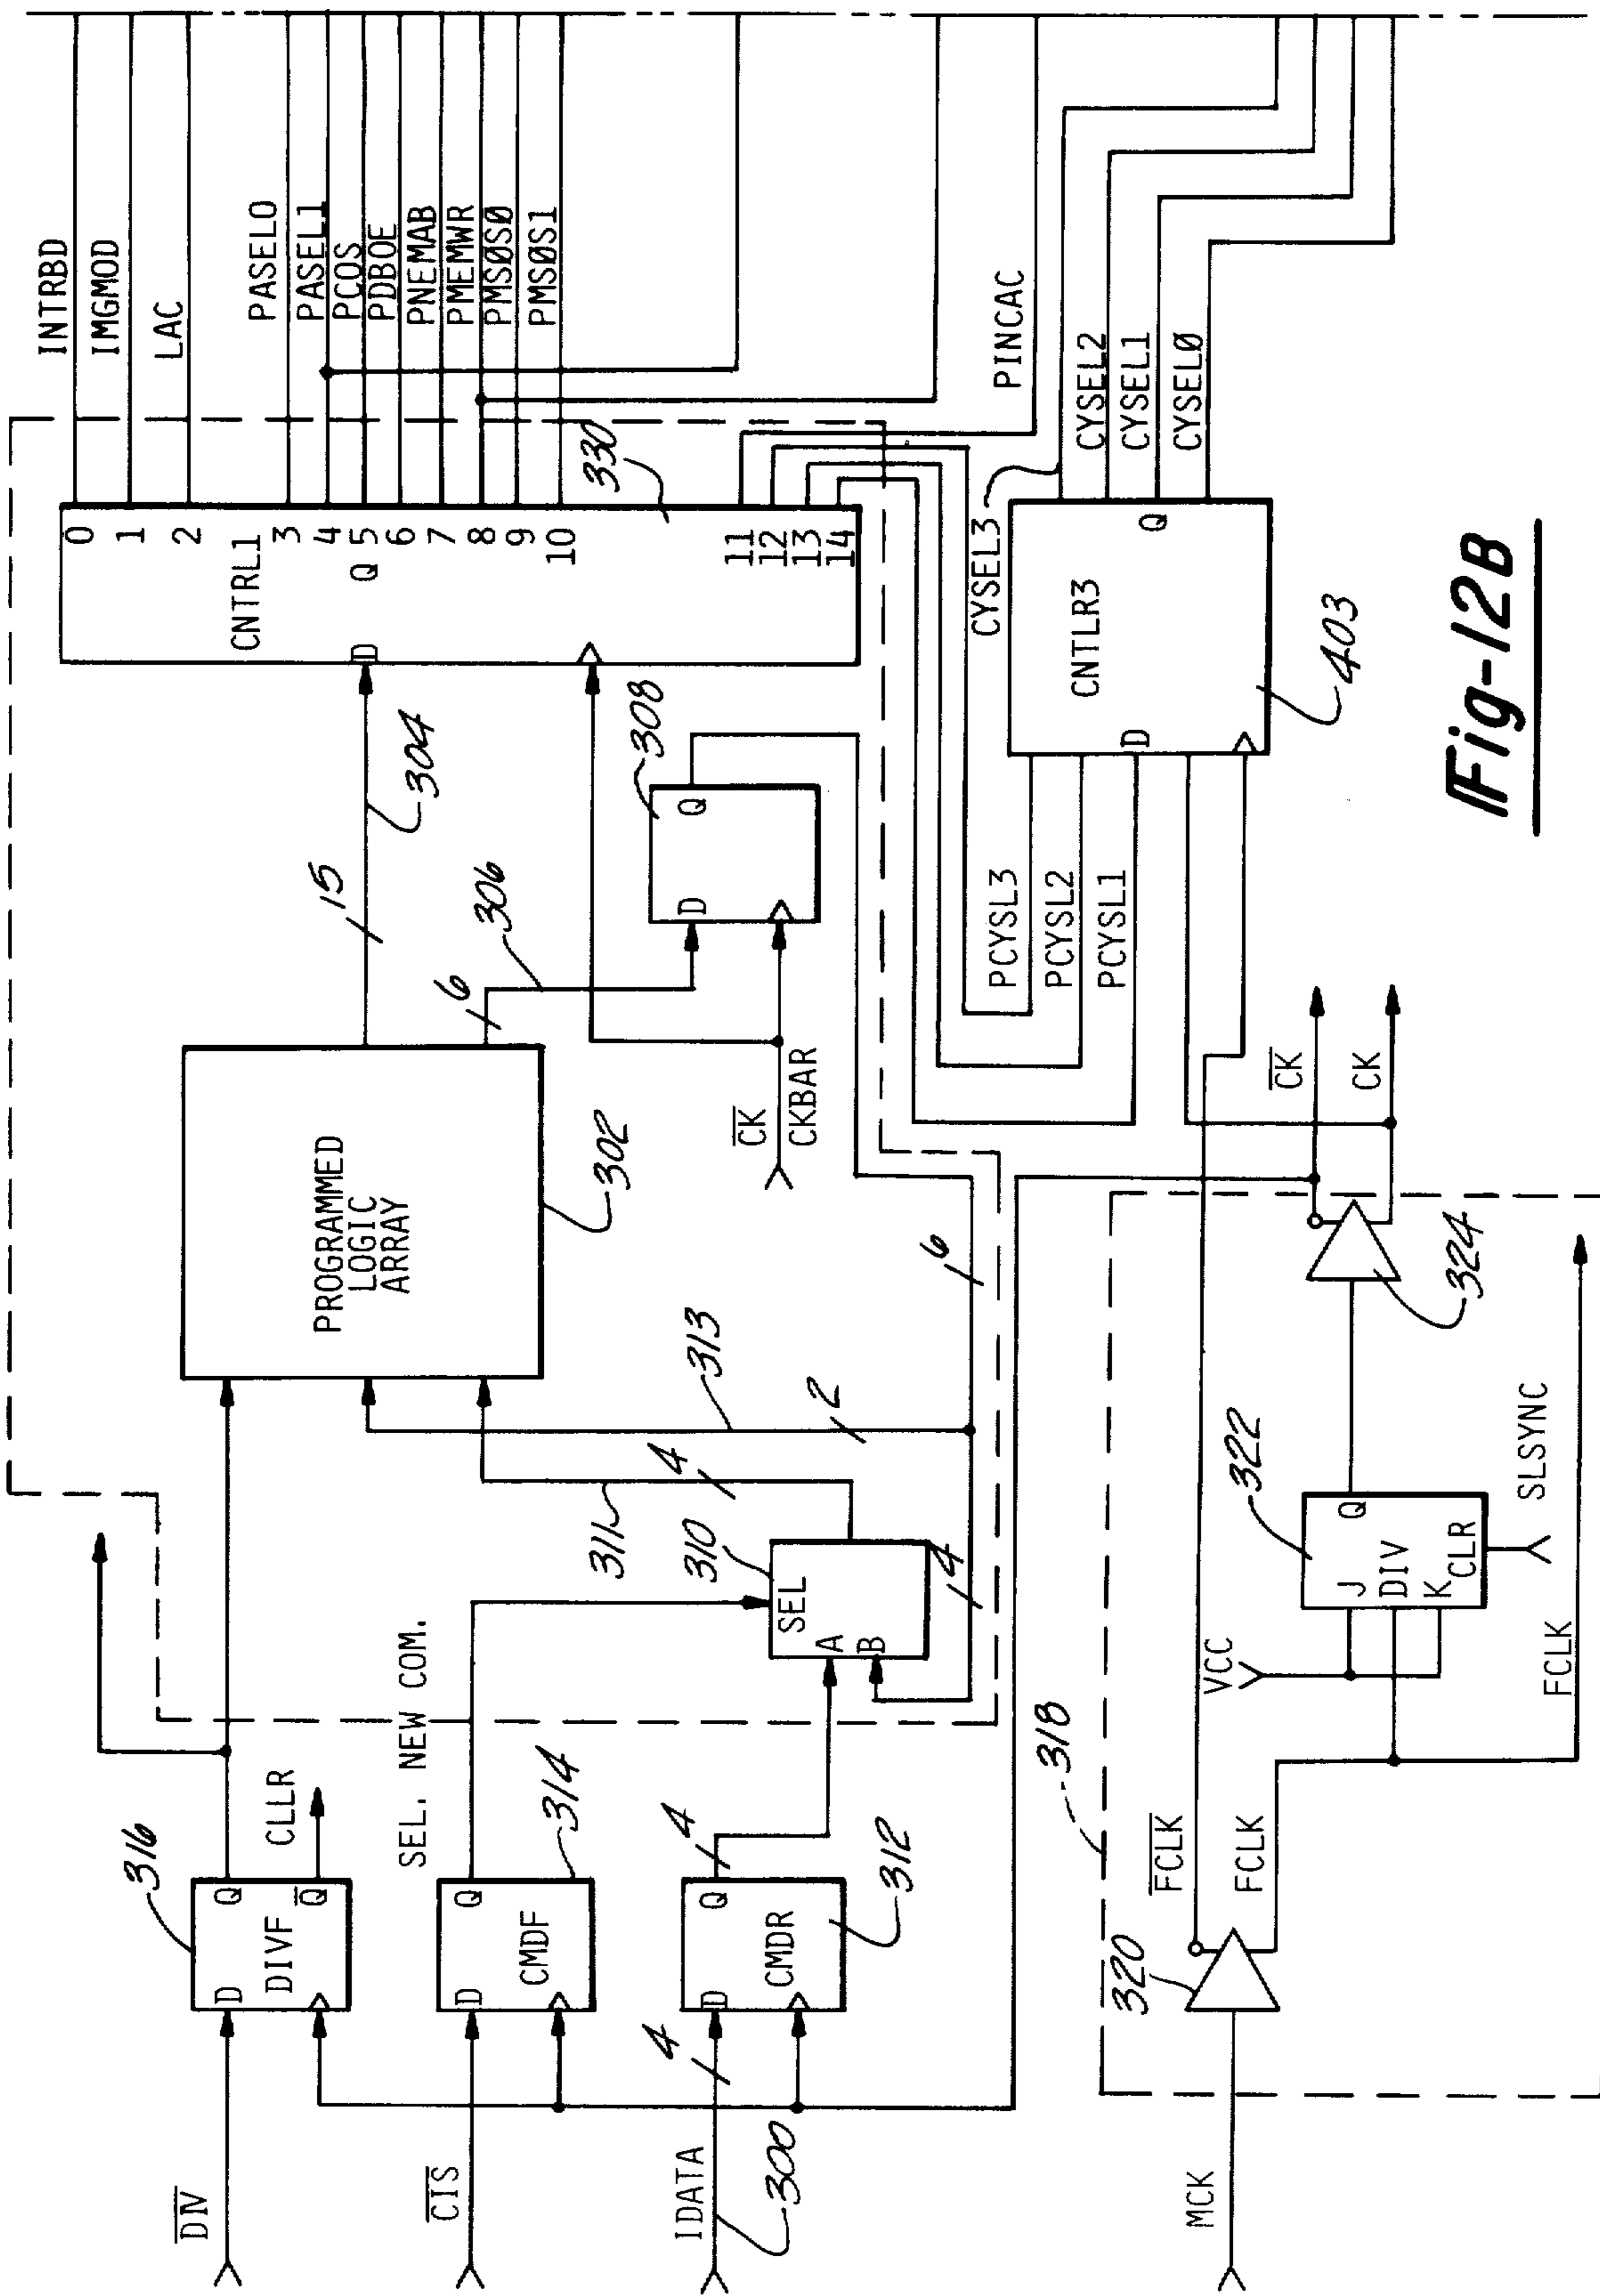 INTRBD
IMGMOD
LAC
PASEL0
PASEL1
PCOS
PDBOE
PNEMAB
PMEMWR
PMSØSØ
PMSØS1
PINCAC
CYSEL3
CYSEL2
CYSEL1
CYSELØ
0
1
2
3
4
5
6
7
8
9
10
11
12
13
14
CNTRL1
Q
D
330
304
15
306
6
308
D
Q
CNTLR3
D
Q
403
PCYSL3
PCYSL2
PCYSL1
PROGRAMMED
LOGIC
ARRAY
302
CK
CKBAR
6
313
2
311
4
310
SEL
A
B
4
SEL. NEW COM.
316
D
Q
DIVF
Q
CLLR
D
Q
CMDF
314
D
Q
CMDR
312
4
4
DIV
CIS
IDATA
300
MCK
318
320
FCLK
FCLK
VCC
J
DIV
K
Q
CLR
322
SLSYNC
FCLK
324
CK
CK
Fig-12B